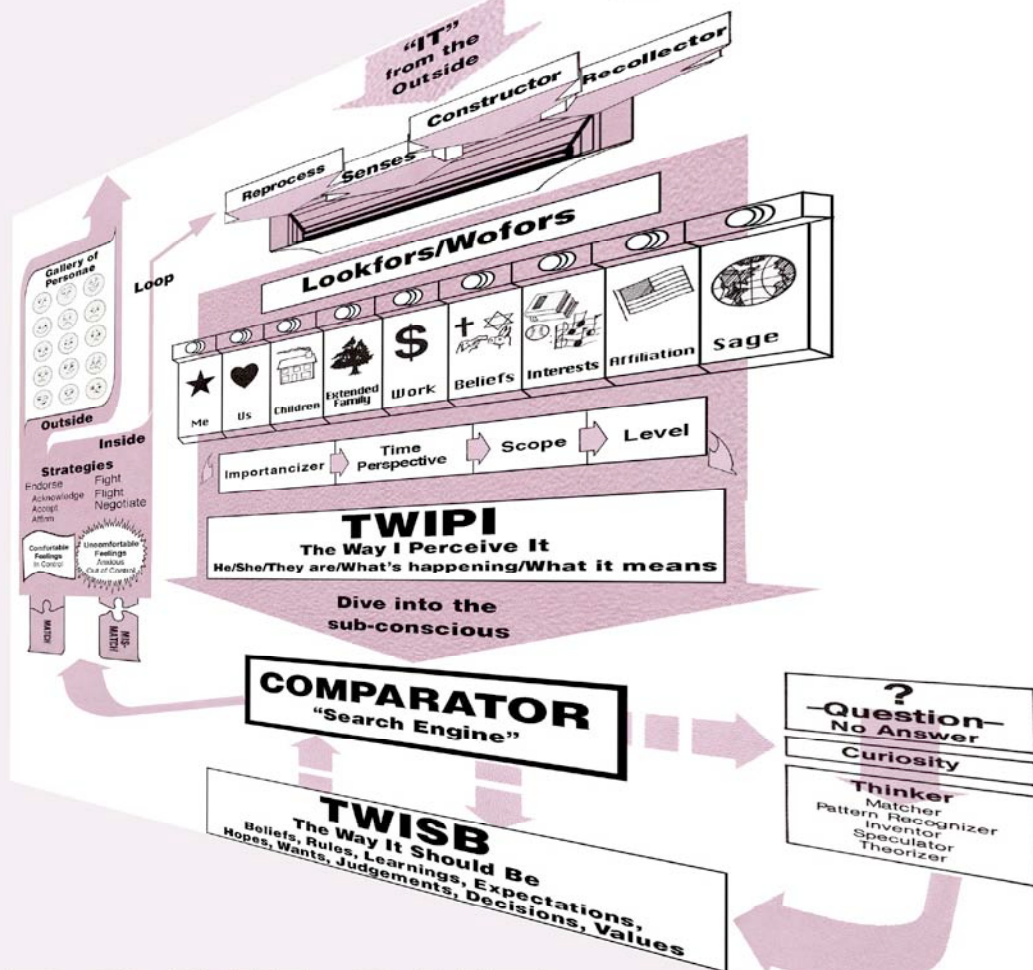 “IT”
from the
Outside
Reprocess
Senses
Constructor
Recollector
Lookfors/Wofors
Me
Us
Children
Extended
Family
Work
$
Beliefs
Interests
Affiliation
Sage
Importancizer
Time
Perspective
Scope
Level
TWIPI
The Way I Perceive It
He/She/They are/What's happening/What it means
Dive into the
sub-conscious
COMPARATOR
“Search Engine”
TWISB
The Way It Should Be
Beliefs, Rules, Learnings, Expectations,
Hopes, Wants, Judgements, Decisions, Values
?
–Question–
No Answer
Curiosity
Thinker
Matcher
Pattern Recognizer
Inventor
Speculator
Theorizer
Gallery of
Personae
Loop
Outside
Inside
Strategies
Endorse
Acknowledge
Accept
Affirm
Fight
Flight
Negotiate
Comfortable
Feelings
In Control
Uncomfortable
Feelings
Anxious
Out of Control
MATCH
MIS-
MATCH